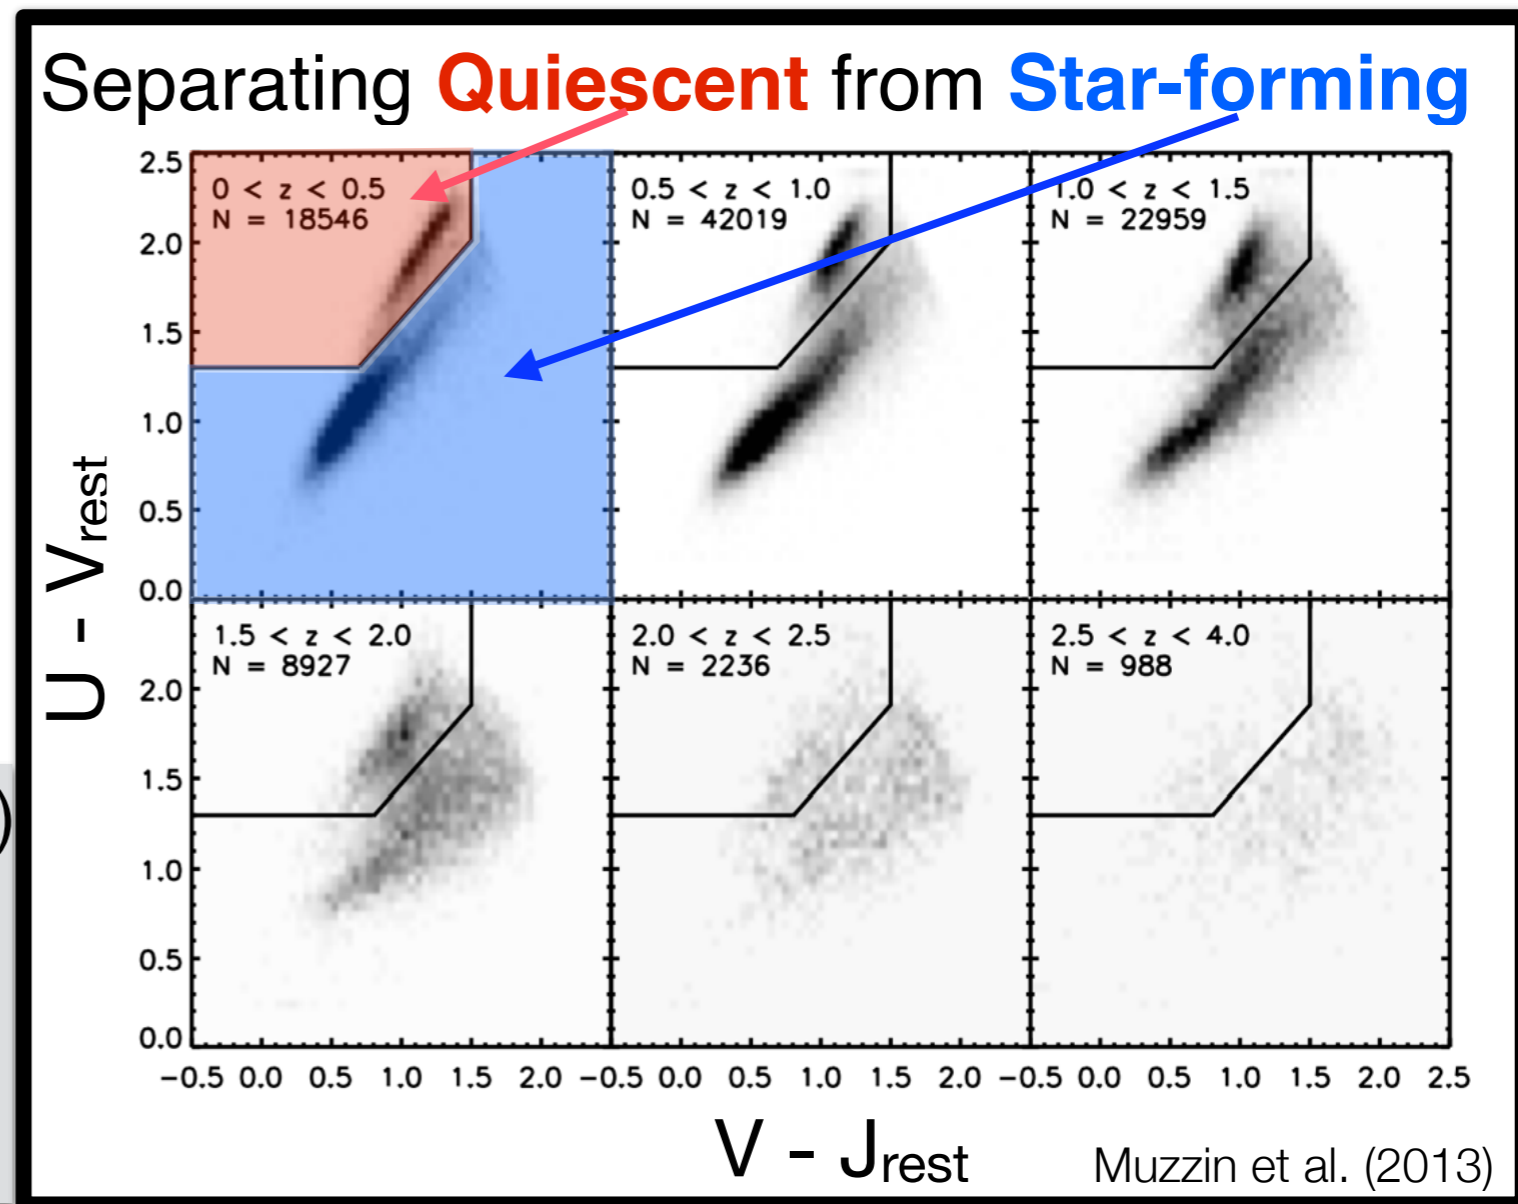 Separating Quiescent from Star-forming
0 < z < 0.5
N = 18546
0.5 < z < 1.0
N = 42019
1.0 < z < 1.5
N = 22959
2.5
2.0
1.5
1.0
0.5
0.0
1.5 < z < 2.0
N = 8927
2.0 < z < 2.5
N = 2236
2.5 < z < 4.0
N = 988
2.0
1.5
1.0
0.5
0.0
U - Vrest
)
−0.5 0.0 0.5 1.0 1.5 2.0 −0.5 0.0 0.5 1.0 1.5 2.0 −0.5 0.0 0.5 1.0 1.5 2.0 2.5
V - Jrest
Muzzin et al. (2013)